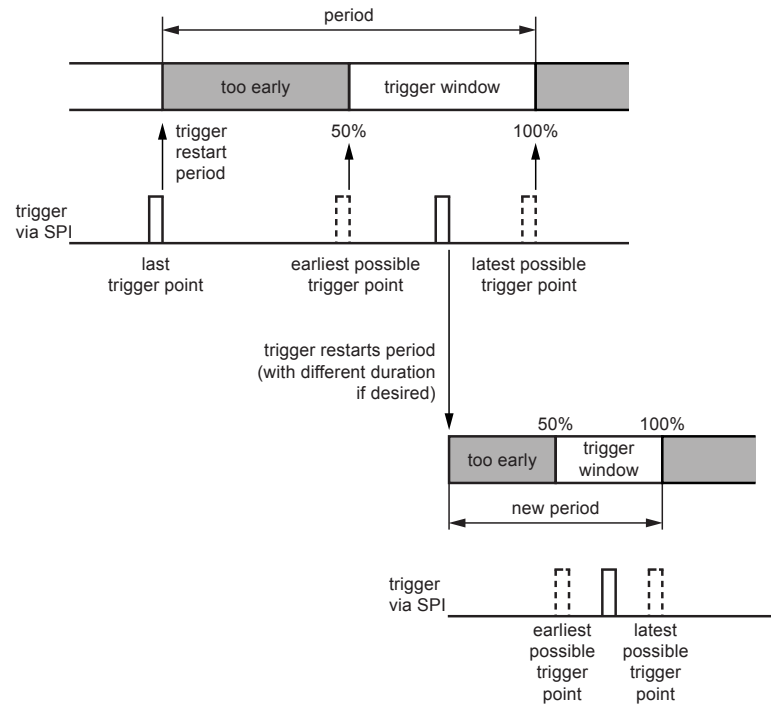 period
too early
trigger window
trigger
restart
period
50%
100%
trigger
via SPI
last
trigger point
earliest possible
trigger point
latest possible
trigger point
trigger restarts period
(with different duration
if desired)
50%
100%
too early
trigger
window
new period
trigger
via SPI
earliest
possible
trigger
point
latest
possible
trigger
point